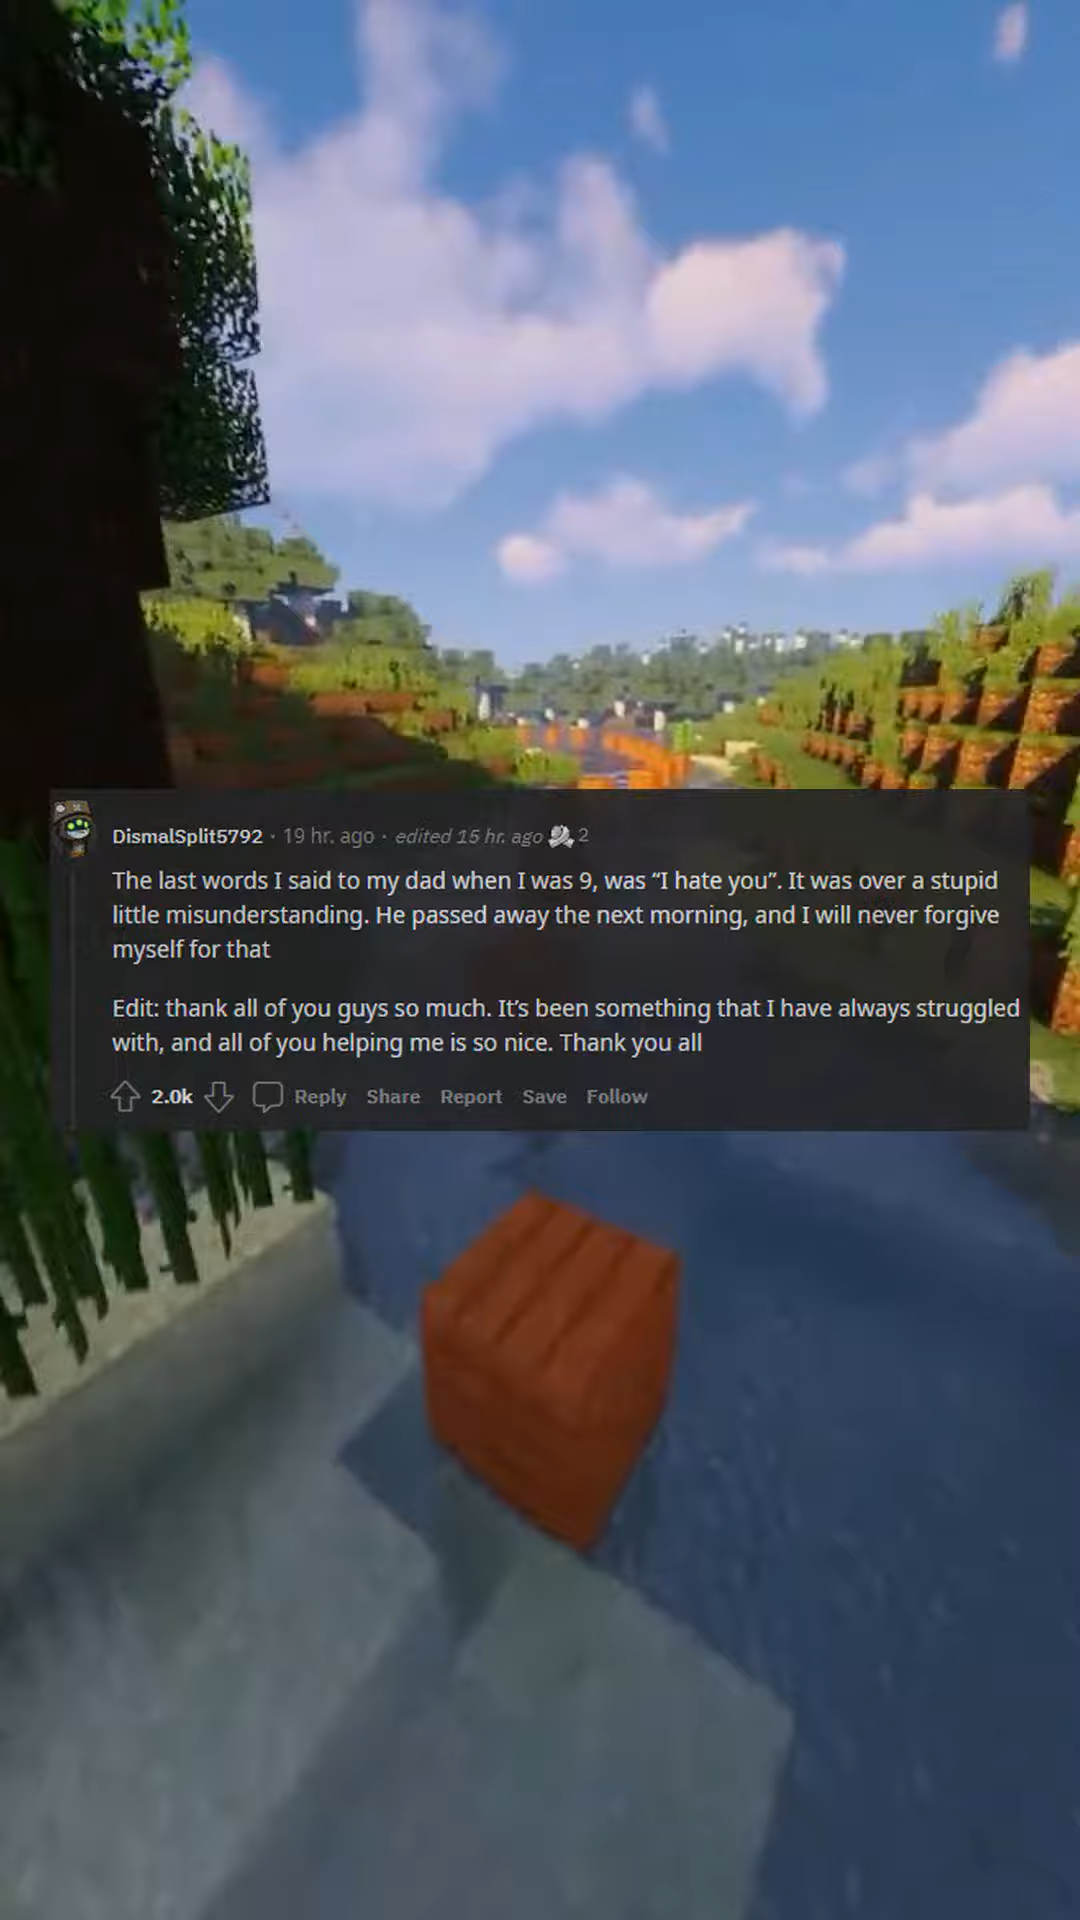 DismalSplit5792 · 19 hr. ago · edited 15 hr. ago 2
The last words I said to my dad when I was 9, was “I hate you”. It was over a stupid
little misunderstanding. He passed away the next morning, and I will never forgive
myself for that
Edit: thank all of you guys so much. It’s been something that I have always struggled
with, and all of you helping me is so nice. Thank you all
2.0k Reply Share Report Save Follow